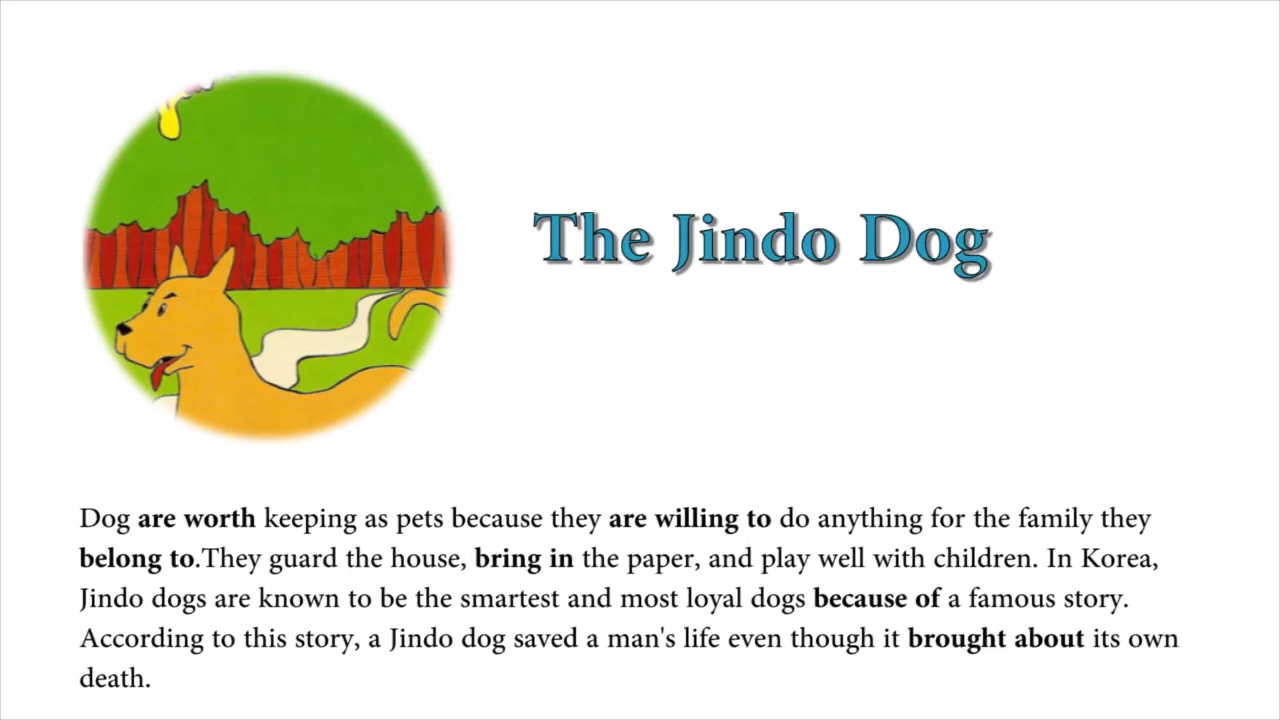 The Jindo Dog
Dog are worth keeping as pets because they are willing to do anything for the family they
belong to.They guard the house, bring in the paper, and play well with children. In Korea,
Jindo dogs are known to be the smartest and most loyal dogs because of a famous story.
According to this story, a Jindo dog saved a man's life even though it brought about its own
death.